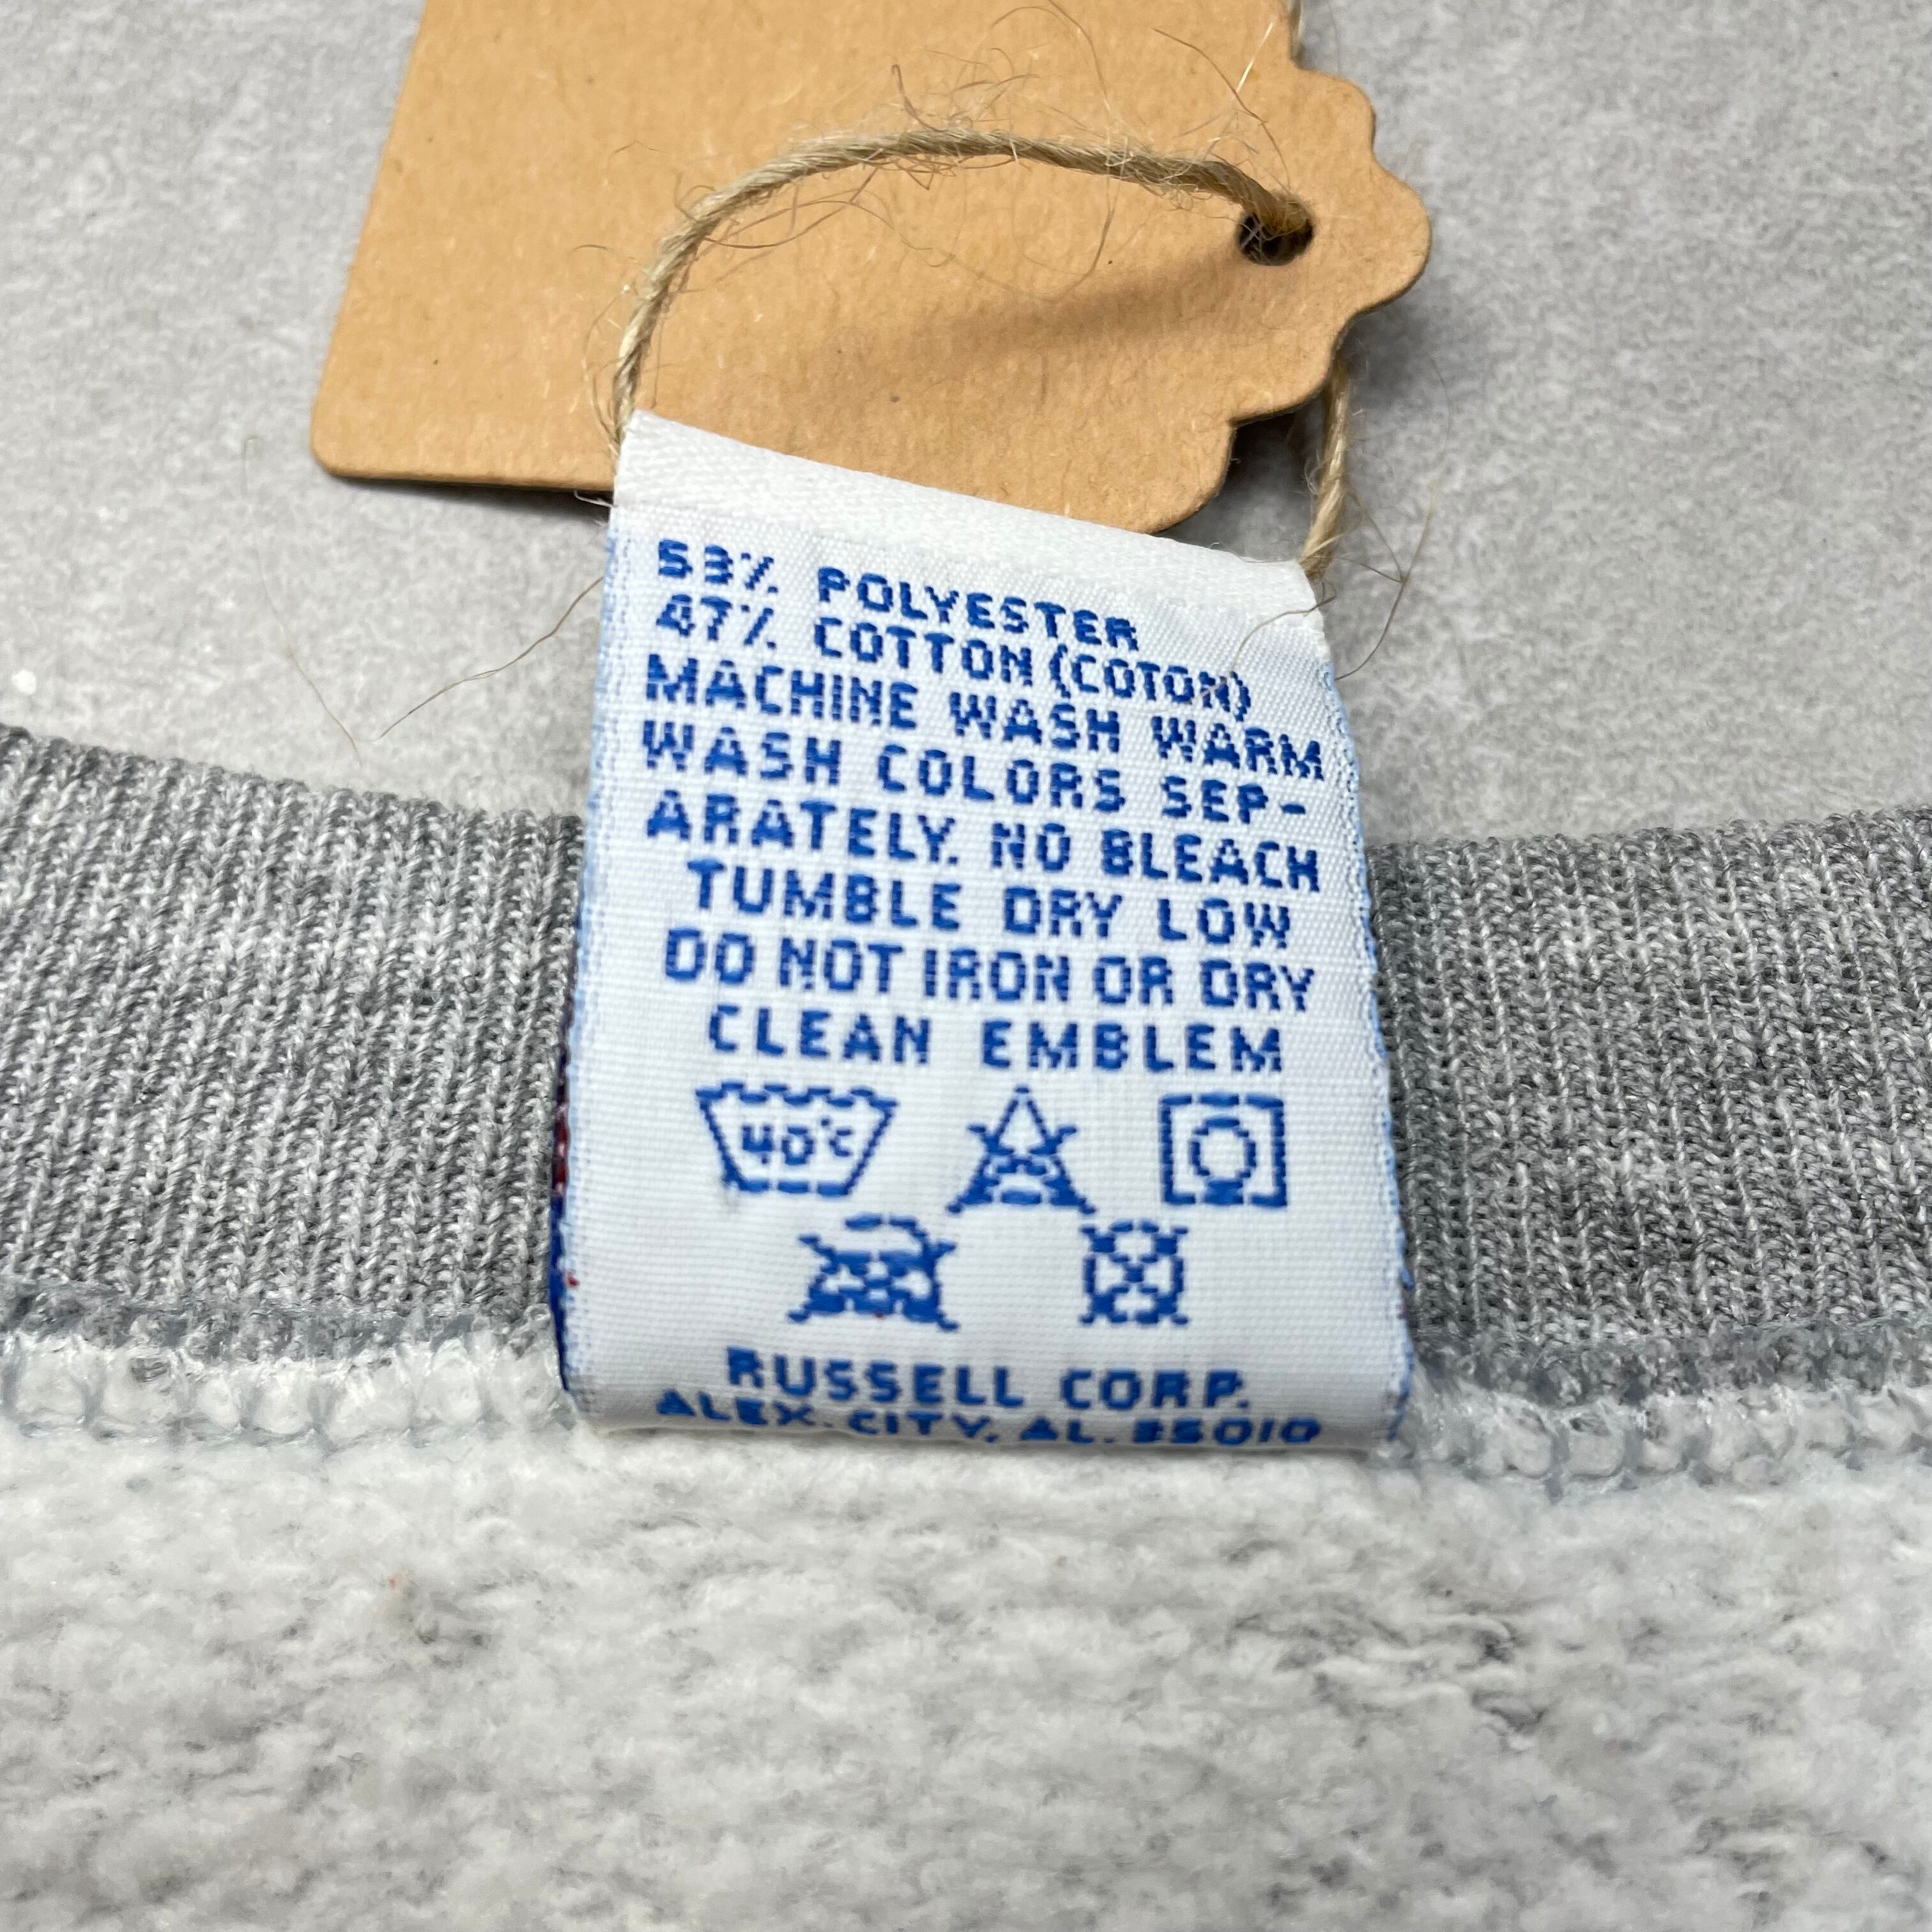 53% POLYESTER
47% COTTON (COTON)
MACHINE WASH WARM
WASH COLORS SEP-
ARATELY. NO BLEACH
TUMBLE DRY LOW
DO NOT IRON OR DRY
CLEAN EMBLEM
40°C
RUSSELL CORP.
ALEX. CITY, AL. 35010